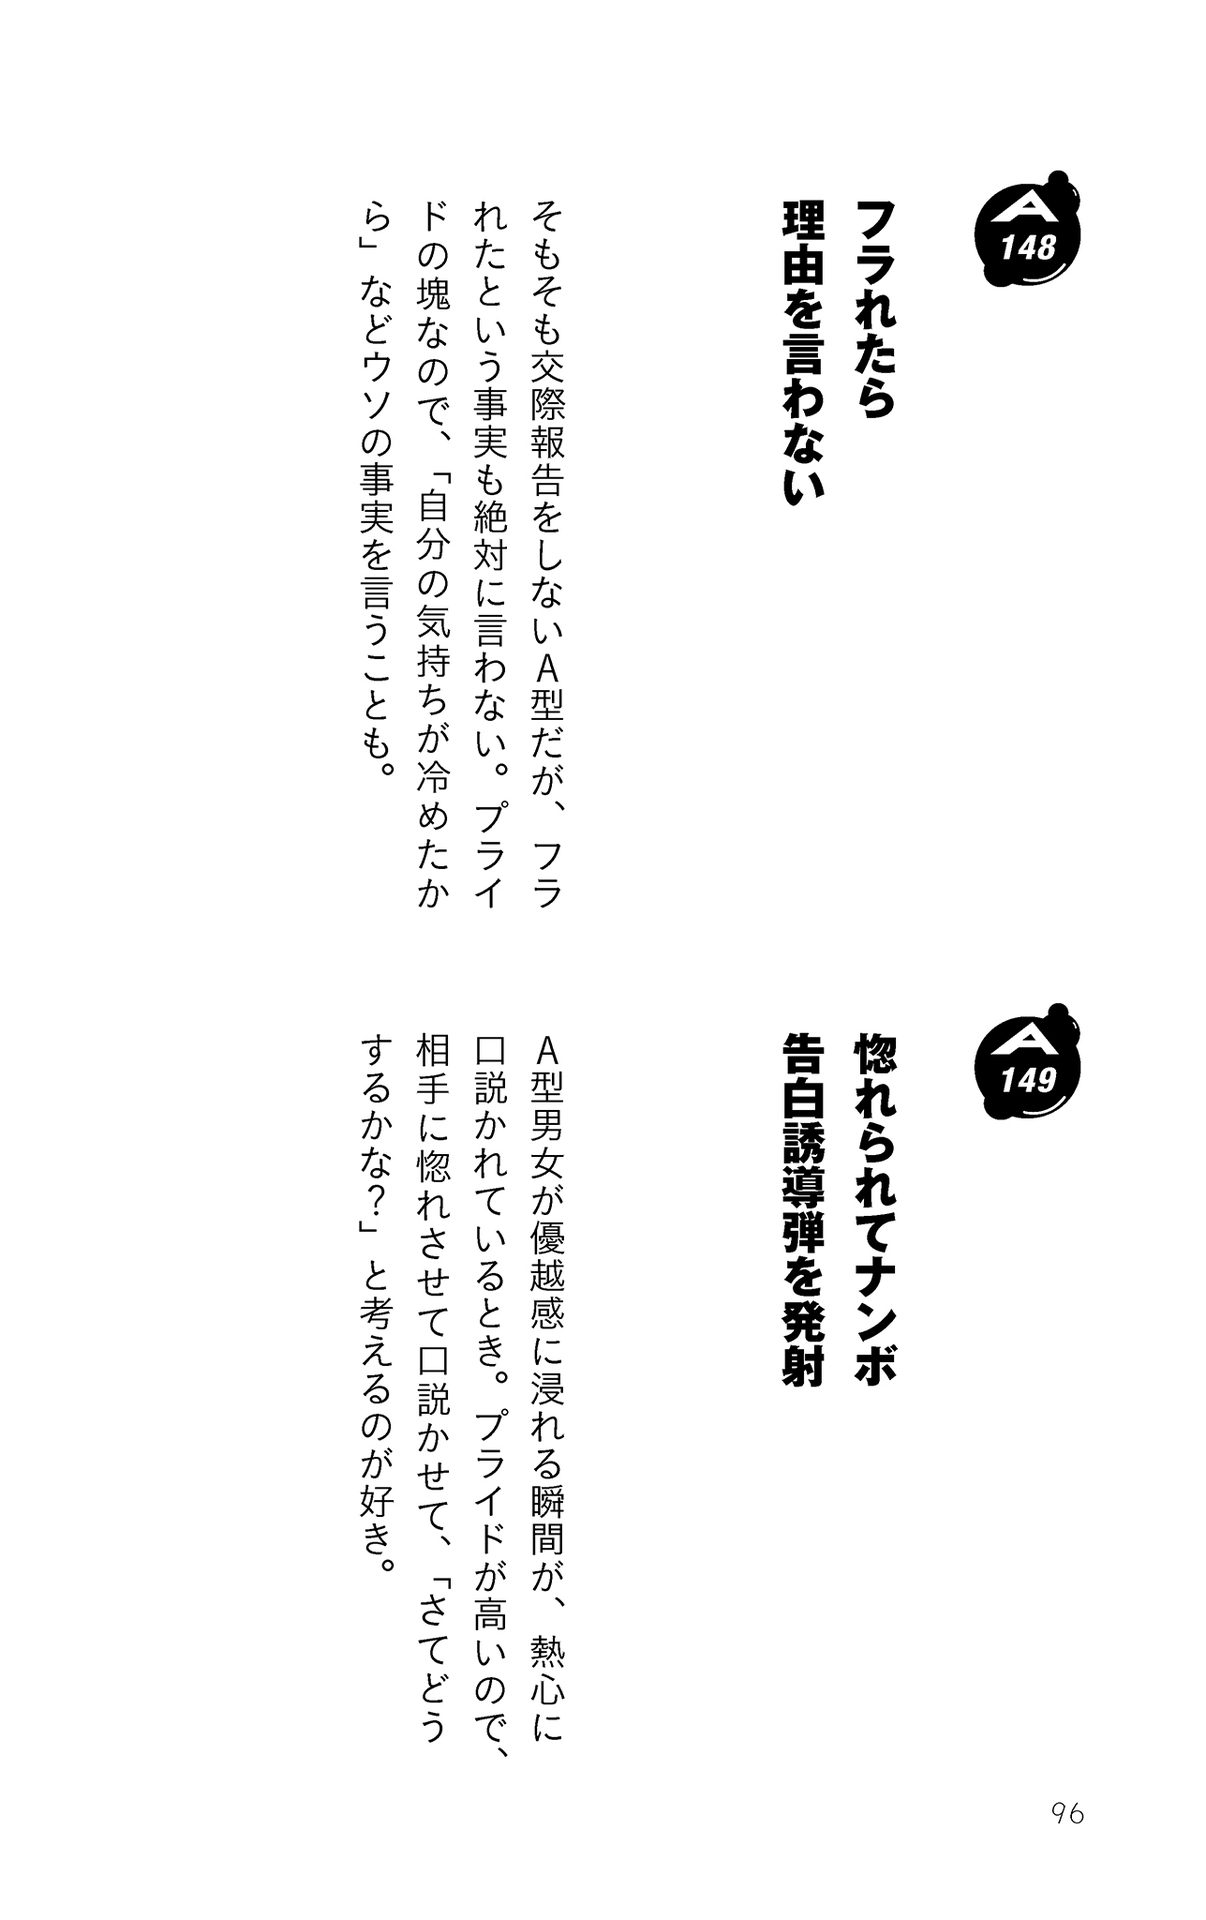 A
148
フラれたら
理由を言わない
そもそも交際報告をしないA型だが、フラ
れたという事実も絶対に言わない。プライ
ドの塊なので、「自分の気持ちが冷めたか
ら」などウソの事実を言うことも。
A
149
惚れられてナンボ
告白誘導弾を発射
A型男女が優越感に浸れる瞬間が、熱心に
口説かれているとき。プライドが高いので、
相手に惚れさせて口説かせて、「さてどう
するかな？」と考えるのが好き。
96